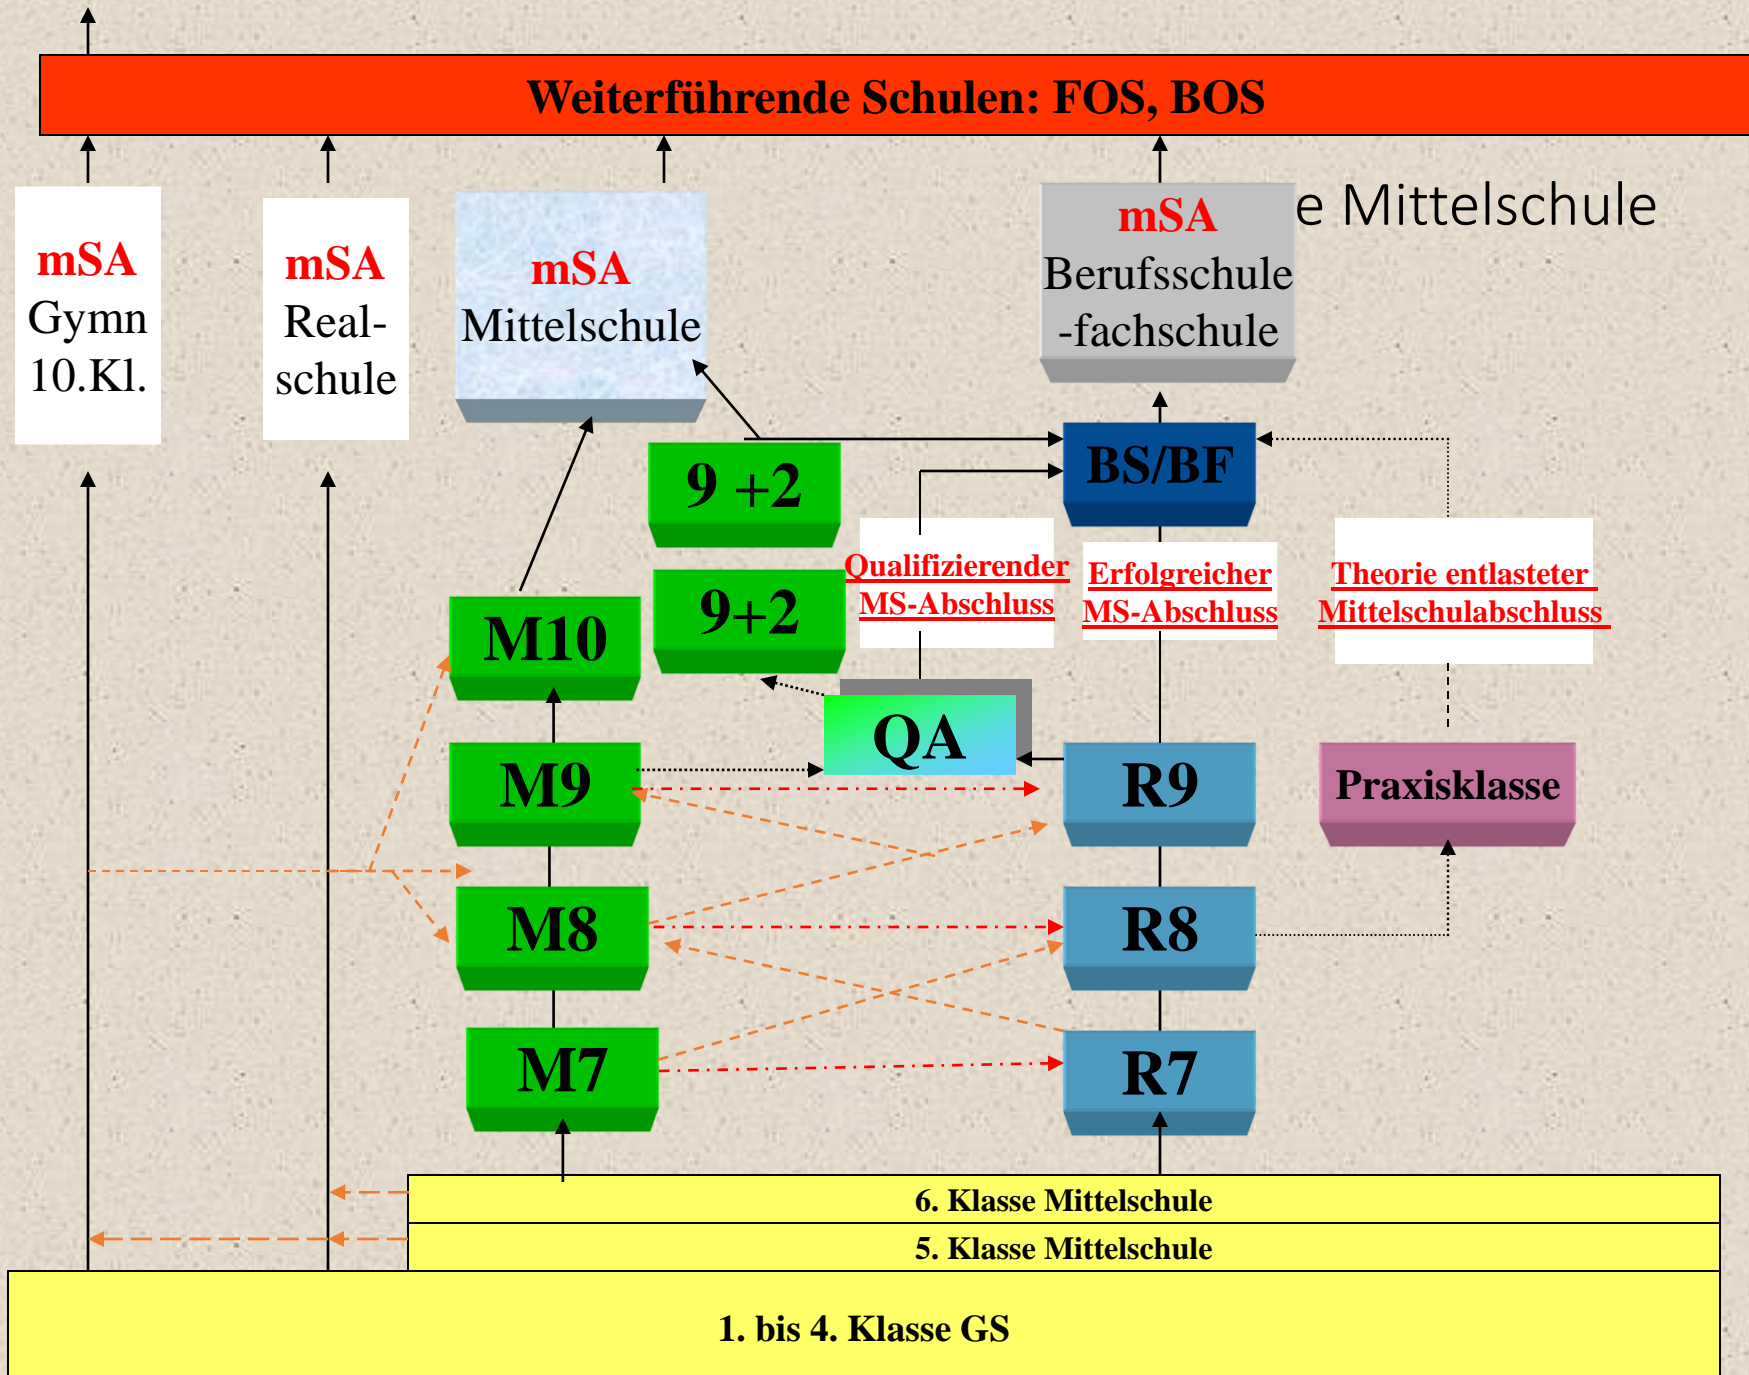 Weiterführende Schulen: FOS, BOS
e Mittelschule
mSA
Gymn
10.Kl.
mSA
Real-
schule
mSA
Mittelschule
mSA
Berufsschule
-fachschule
9 +2
BS/BF
Qualifizierender
MS-Abschluss
Erfolgreicher
MS-Abschluss
Theorie entlasteter
Mittelschulabschluss
9+2
M10
QA
M9
R9
Praxisklasse
M8
R8
M7
R7
6. Klasse Mittelschule
5. Klasse Mittelschule
1. bis 4. Klasse GS